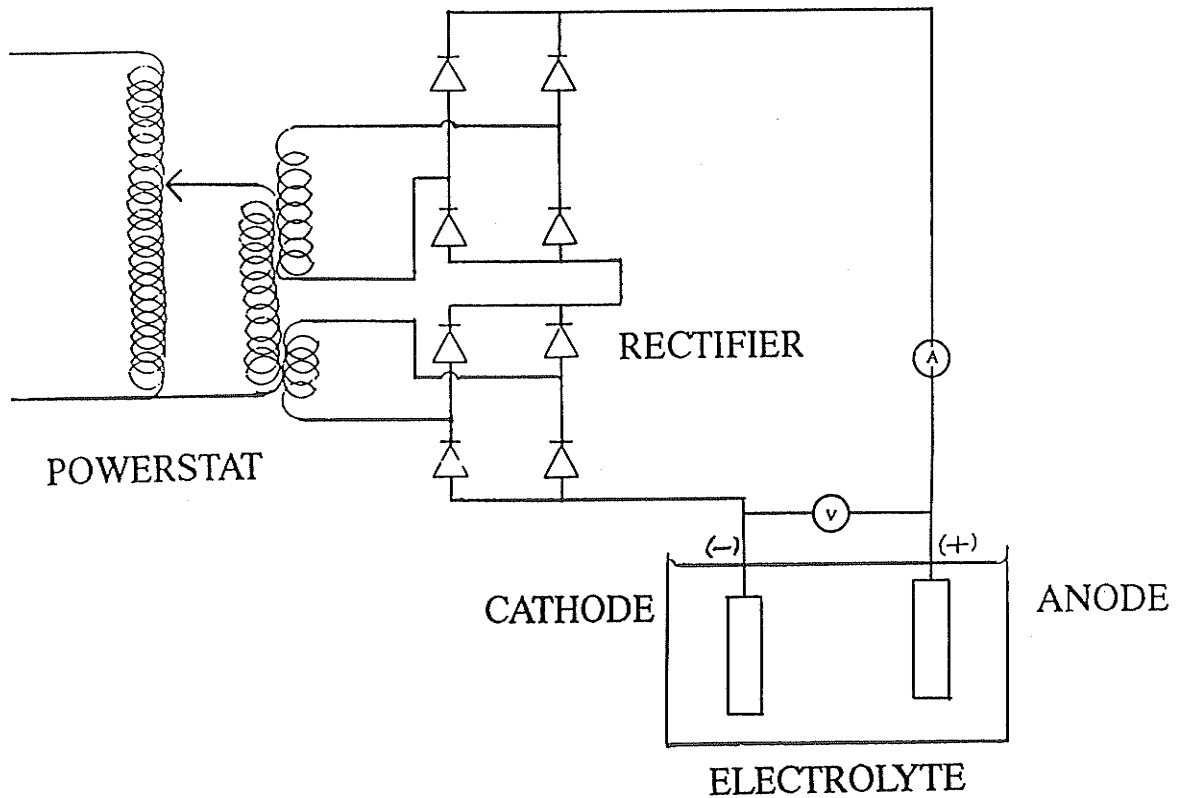 RECTIFIER
A
POWERSTAT
V
(-) (+)
CATHODE ANODE
ELECTROLYTE